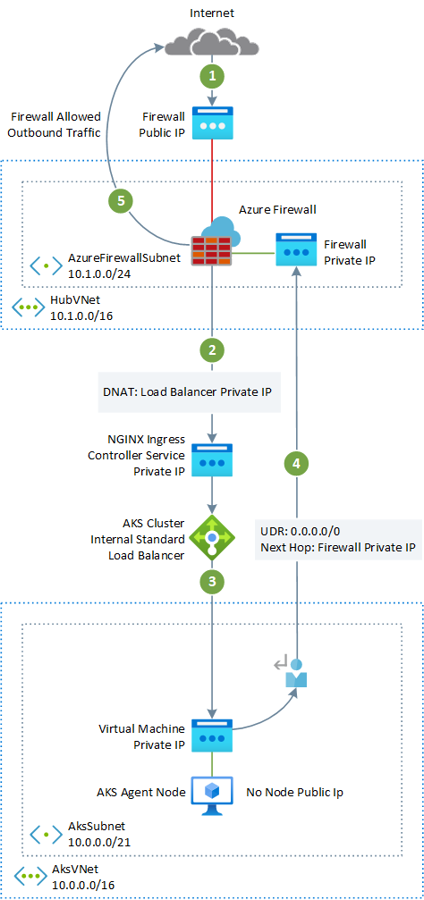 Internet
1
Firewall
Public IP
Firewall Allowed
Outbound Traffic
5
Azure Firewall
Firewall
Private IP
AzureFirewallSubnet
10.1.0.0/24
HubVNet
10.1.0.0/16
2
DNAT: Load Balancer Private IP
NGINX Ingress
Controller Service
Private IP
4
AKS Cluster
Internal Standard
Load Balancer
UDR: 0.0.0.0/0
Next Hop: Firewall Private IP
3
Virtual Machine
Private IP
AKS Agent Node
No Node Public Ip
AksSubnet
10.0.0.0/21
AksVNet
10.0.0.0/16